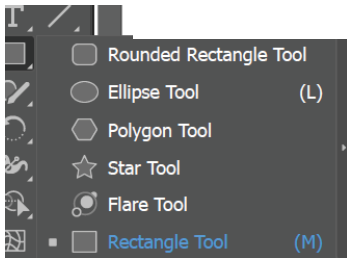 Rounded Rectangle Tool
Ellipse Tool (L)
Polygon Tool
Star Tool
Flare Tool
Rectangle Tool (M)